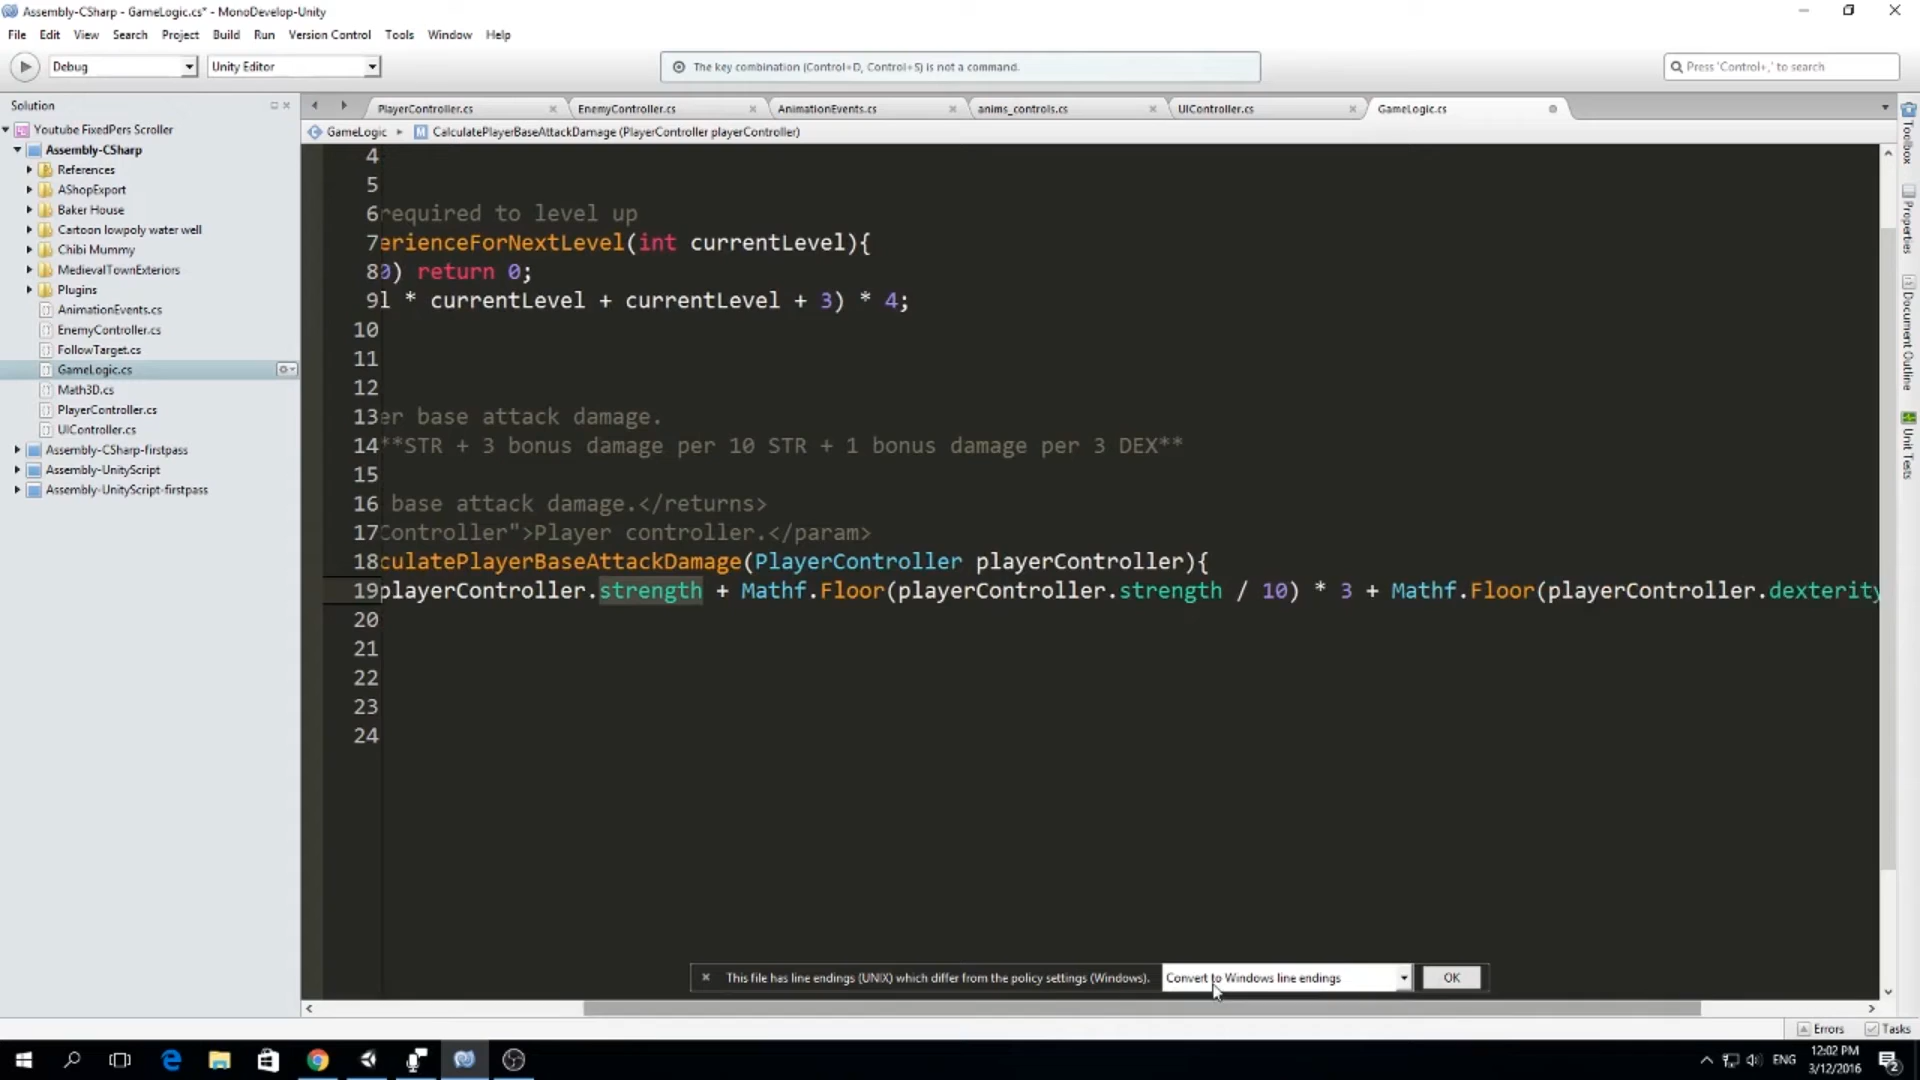 Assembly-CSharp - GameLogic.cs* - MonoDevelop-Unity
File Edit View Search Project Build Run Version Control Tools Window Help
Debug Unity Editor The key combination (Control+D, Control+S) is not a command. Press 'Control+,' to search
Solution
Youtube FixedPers Scroller
Assembly-CSharp
References
AShopExport
Baker House
Cartoon lowpoly water well
Chibi Mummy
MedievalTownExteriors
Plugins
AnimationEvents.cs
EnemyController.cs
FollowTarget.cs
GameLogic.cs
Math3D.cs
PlayerController.cs
UIController.cs
Assembly-CSharp-firstpass
Assembly-UnityScript
Assembly-UnityScript-firstpass
PlayerController.cs EnemyController.cs AnimationEvents.cs anims_controls.cs UIController.cs GameLogic.cs
GameLogic CalculatePlayerBaseAttackDamage (PlayerController playerController)
4
5
6 required to level up
7 erienceForNextLevel(int currentLevel){
8 0) return 0;
9 l * currentLevel + currentLevel + 3) * 4;
10
11
12
13 er base attack damage.
14 **STR + 3 bonus damage per 10 STR + 1 bonus damage per 3 DEX**
15
16 base attack damage.</returns>
17 Controller">Player controller.</param>
18 culatePlayerBaseAttackDamage(PlayerController playerController){
19 playerController.strength + Mathf.Floor(playerController.strength / 10) * 3 + Mathf.Floor(playerController.dexterity
20
21
22
23
24
This file has line endings (UNIX) which differ from the policy settings (Windows). Convert to Windows line endings OK
Toolbox
Properties
Document Outline
Unit Tests
Errors Tasks
ENG
12:02 PM
3/12/2016
2